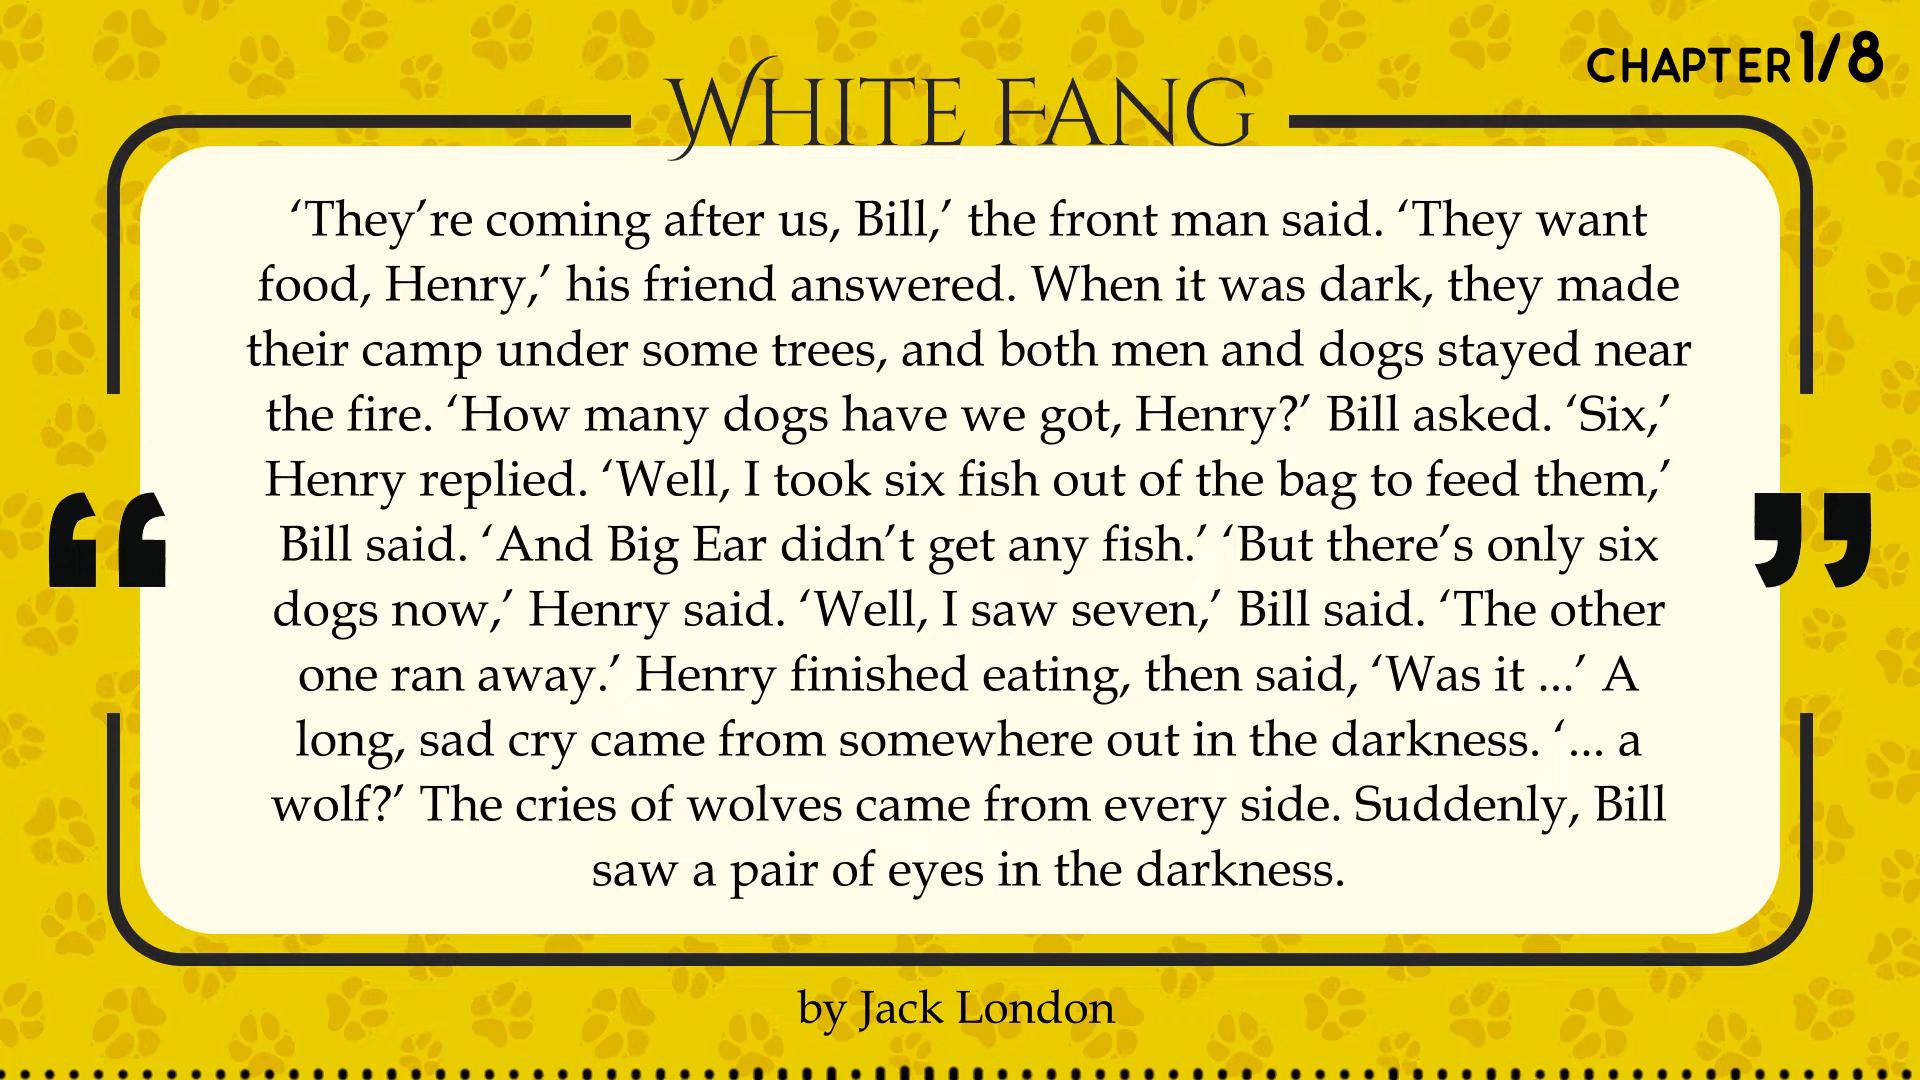 CHAPTER 1/8
WHITE FANG
‘They’re coming after us, Bill,’ the front man said. ‘They want
food, Henry,’ his friend answered. When it was dark, they made
their camp under some trees, and both men and dogs stayed near
the fire. ‘How many dogs have we got, Henry?’ Bill asked. ‘Six,’
Henry replied. ‘Well, I took six fish out of the bag to feed them,’
Bill said. ‘And Big Ear didn’t get any fish.’ ‘But there’s only six
dogs now,’ Henry said. ‘Well, I saw seven,’ Bill said. ‘The other
one ran away.’ Henry finished eating, then said, ‘Was it ...’ A
long, sad cry came from somewhere out in the darkness. ‘... a
wolf?’ The cries of wolves came from every side. Suddenly, Bill
saw a pair of eyes in the darkness.
“ ”
by Jack London